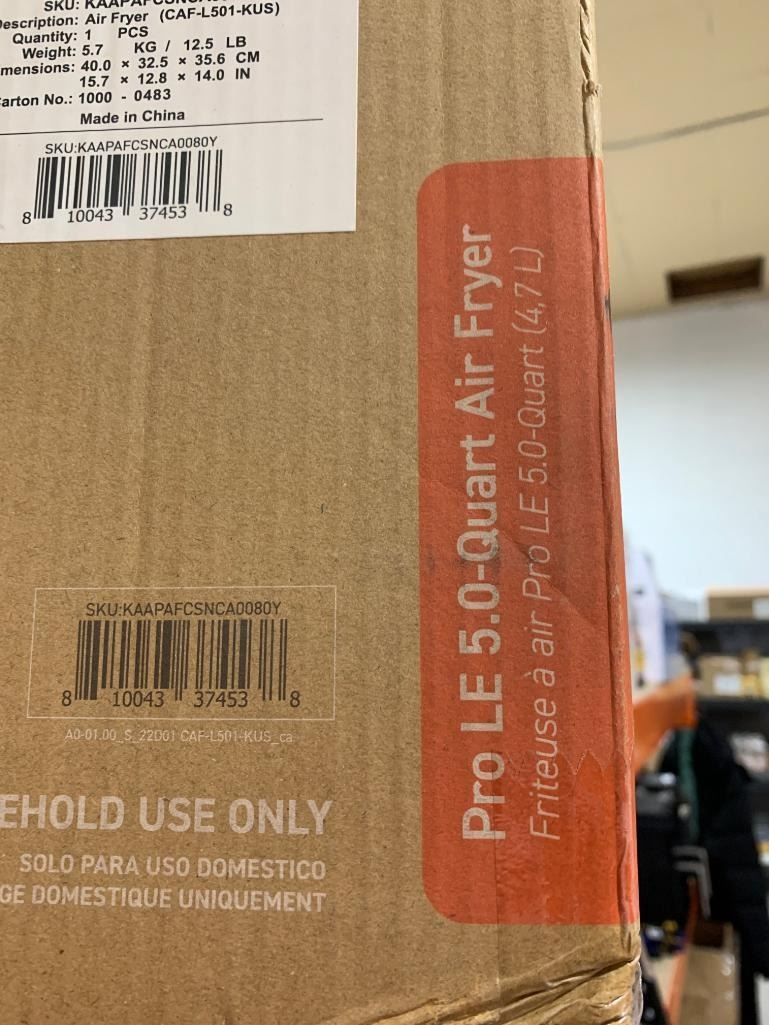 SKU:
Description: Air Fryer (CAF-L501-KUS)
Quantity: 1 PCS
Weight: 5.7 KG / 12.5 LB
mensions: 40.0 × 32.5 × 35.6 CM
15.7 × 12.8 × 14.0 IN
Carton No.: 1000 - 0483
Made in China
SKU:KAAPAFCSNCA0080Y
8 10043 37453 8
Pro LE 5.0-Quart Air Fryer
Friteuse à air Pro LE 5.0-Quart (4,7 L)
SKU:KAAPAFCSNCA0080Y
8 10043 37453 8
A0-01.00_S_22D01 CAF-L501-KUS_ca
EHOLD USE ONLY
SOLO PARA USO DOMESTICO
GE DOMESTIQUE UNIQUEMENT